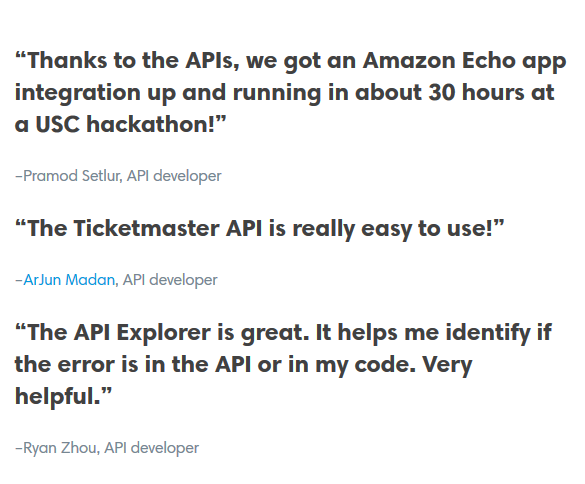 “Thanks to the APIs, we got an Amazon Echo app
integration up and running in about 30 hours at
a USC hackathon!”
–Pramod Setlur, API developer
“The Ticketmaster API is really easy to use!”
–ArJun Madan, API developer
“The API Explorer is great. It helps me identify if
the error is in the API or in my code. Very
helpful.”
–Ryan Zhou, API developer